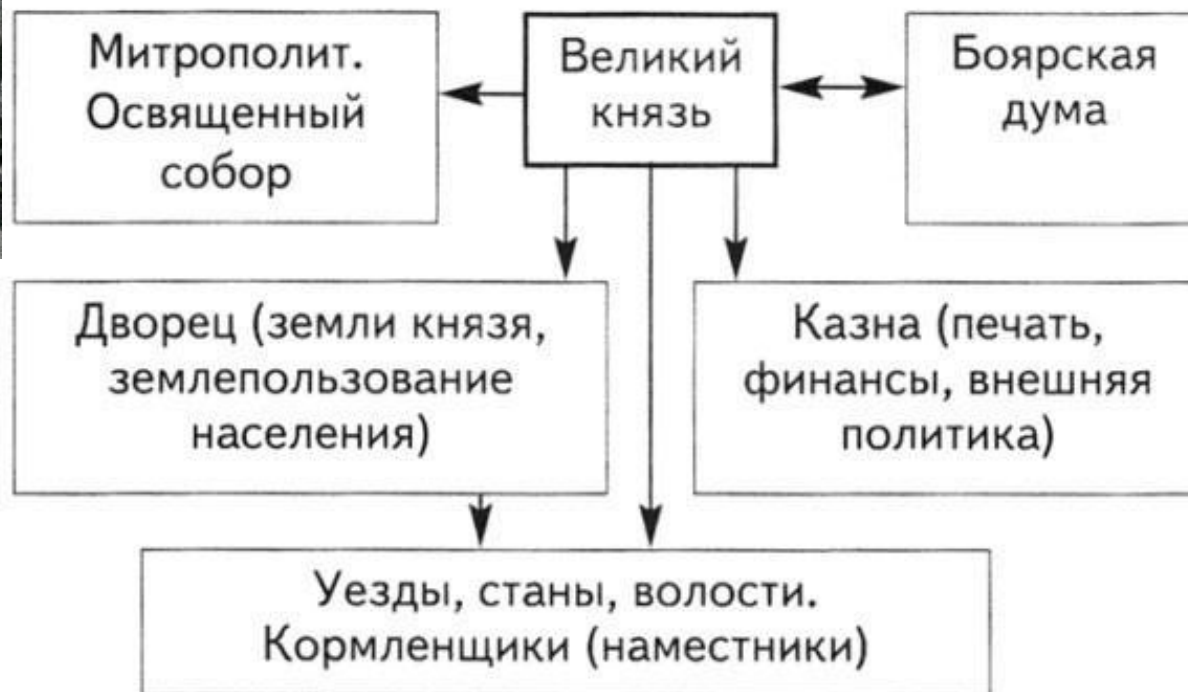 Митрополит.
Освященный
собор
Великий
князь
Боярская
дума
Дворец (земли князя,
землепользование
населения)
Казна (печать,
финансы, внешняя
политика)
Уезды, станы, волости.
Кормленщики (наместники)